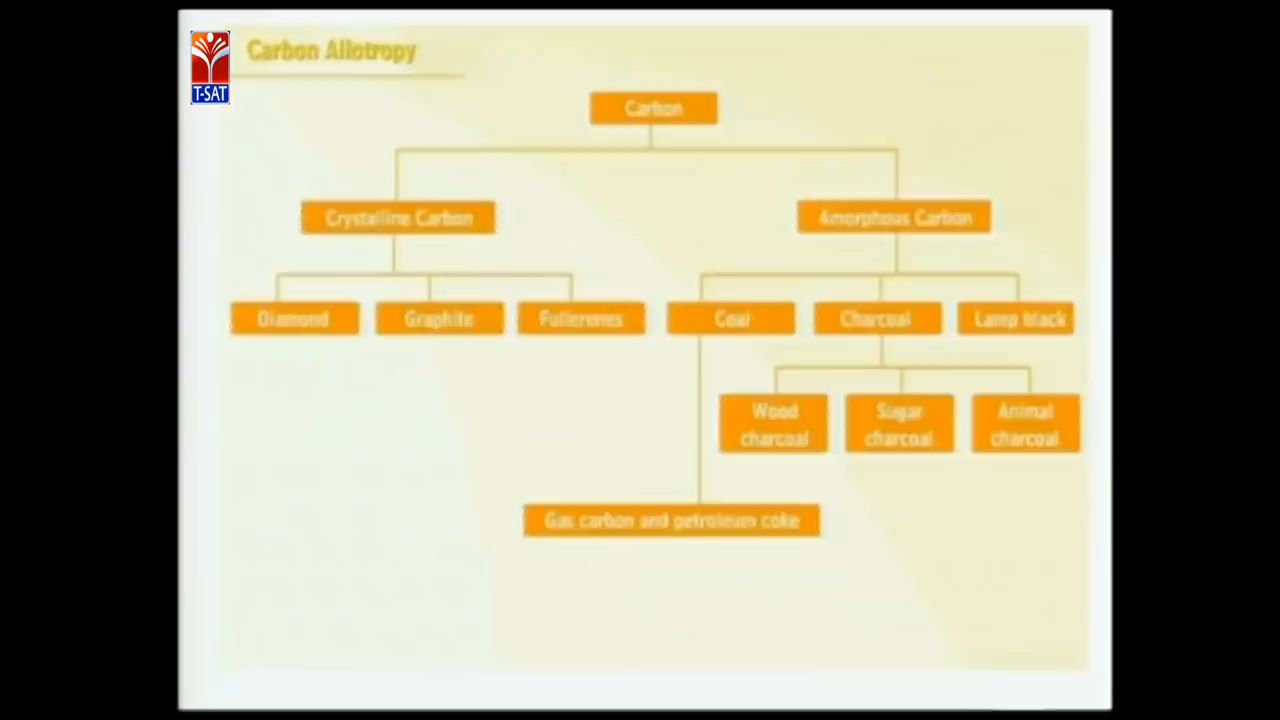 Carbon Allotropy
T-SAT
Carbon
Crystalline Carbon
Amorphous Carbon
Diamond
Graphite
Fullerenes
Coal
Charcoal
Lamp black
Wood
charcoal
Sugar
charcoal
Animal
charcoal
Gas carbon and petroleum coke